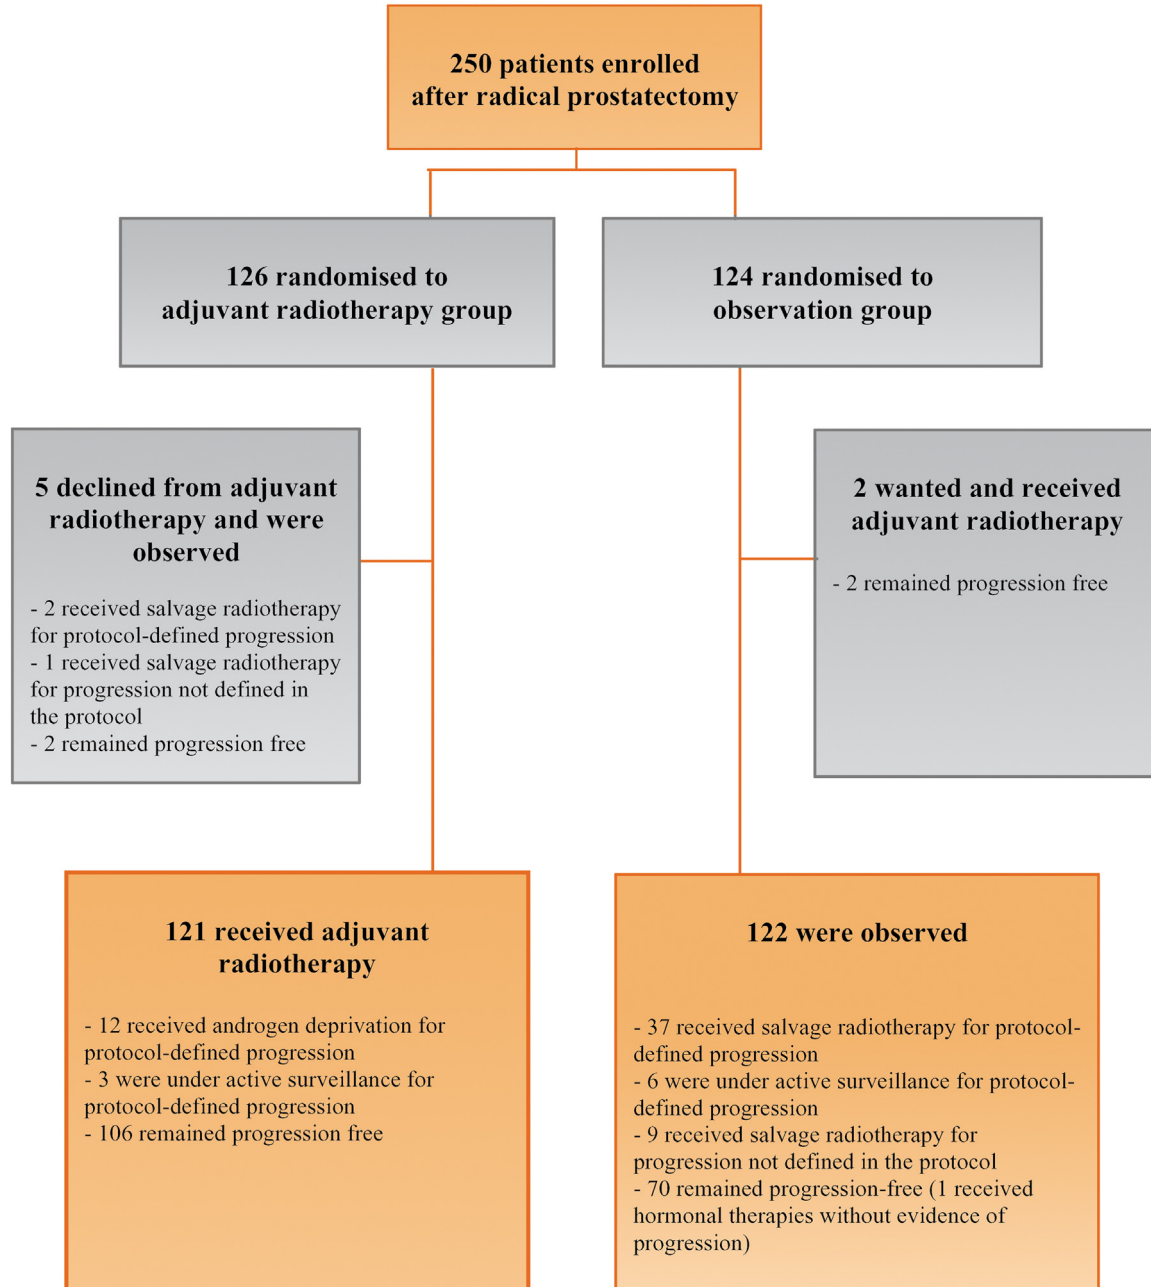 250 patients enrolled
after radical prostatectomy
126 randomised to
adjuvant radiotherapy group
124 randomised to
observation group
5 declined from adjuvant
radiotherapy and were
observed
- 2 received salvage radiotherapy
for protocol-defined progression
- 1 received salvage radiotherapy
for progression not defined in
the protocol
- 2 remained progression free
2 wanted and received
adjuvant radiotherapy
- 2 remained progression free
121 received adjuvant
radiotherapy
- 12 received androgen deprivation for
protocol-defined progression
- 3 were under active surveillance for
protocol-defined progression
- 106 remained progression free
122 were observed
- 37 received salvage radiotherapy for protocol-
defined progression
- 6 were under active surveillance for protocol-
defined progression
- 9 received salvage radiotherapy for
progression not defined in the protocol
- 70 remained progression-free (1 received
hormonal therapies without evidence of
progression)